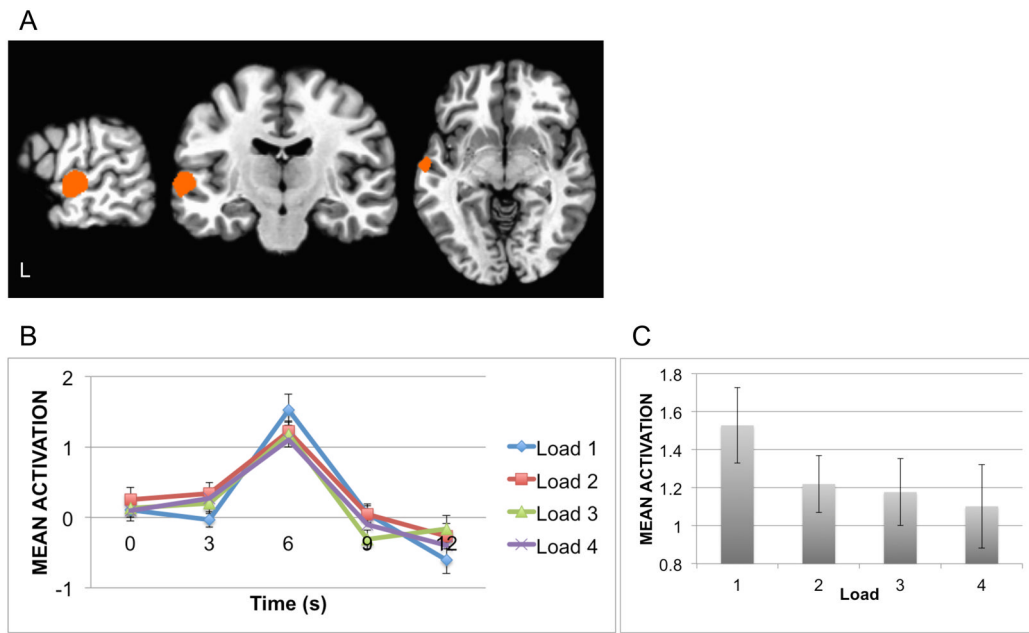 A
L
B
MEAN ACTIVATION
2
1
0
-1
0 3 6 9 12
Time (s)
Load 1
Load 2
Load 3
Load 4
C
MEAN ACTIVATION
1.8
1.6
1.4
1.2
1
0.8
1 2 3 4
Load